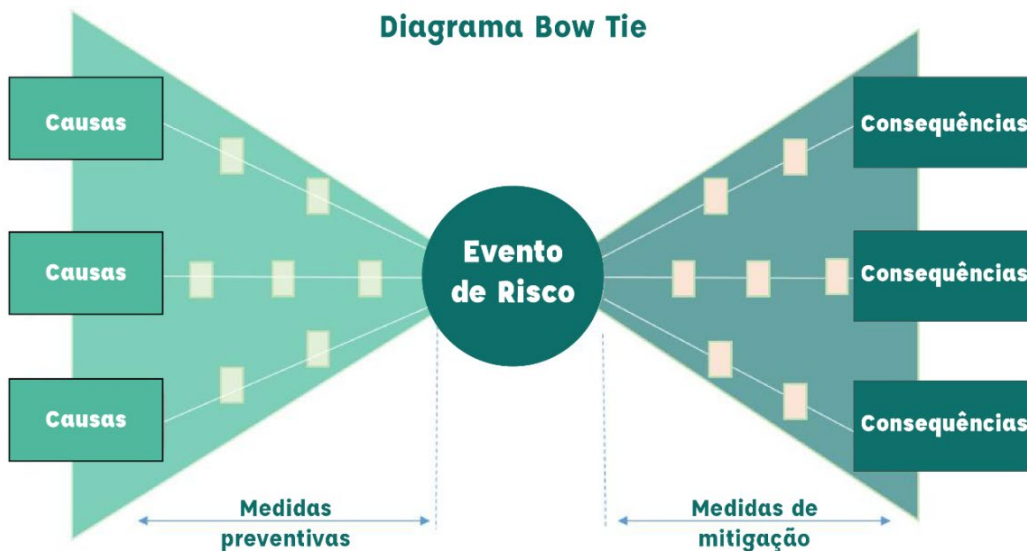 Diagrama Bow Tie
Causas
Causas
Causas
Evento
de Risco
Consequências
Consequências
Consequências
Medidas
preventivas
Medidas de
mitigação